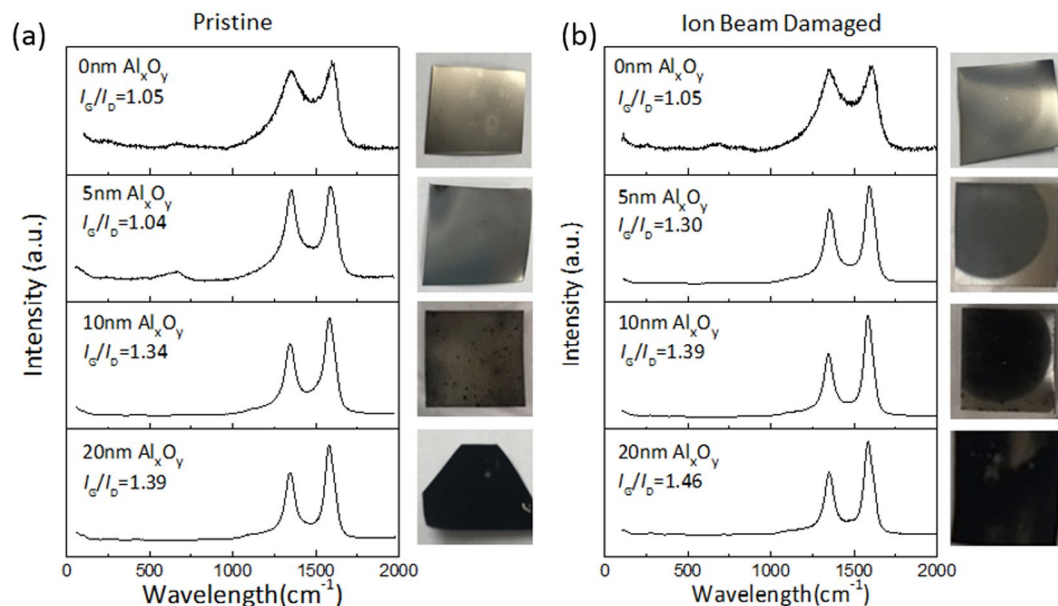 (a)
Pristine
0nm AlxOy
IG/ID=1.05
5nm AlxOy
IG/ID=1.04
10nm AlxOy
IG/ID=1.34
20nm AlxOy
IG/ID=1.39
Intensity (a.u.)
0 500 1000 1500 2000
Wavelength(cm-1)
(b)
Ion Beam Damaged
0nm AlxOy
IG/ID=1.05
5nm AlxOy
IG/ID=1.30
10nm AlxOy
IG/ID=1.39
20nm AlxOy
IG/ID=1.46
Intensity (a.u.)
0 500 1000 1500 2000
Wavelength(cm-1)